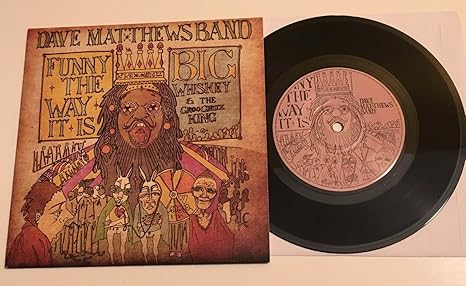 DAVE MATTHEWS BAND
FUNNY
THE
WAY
IT IS
BIG
WHISKEY
& THE
GROOGRUX
KING
FUNNY
THE
WAY
IT IS
DAVE
MATTHEWS
BAND